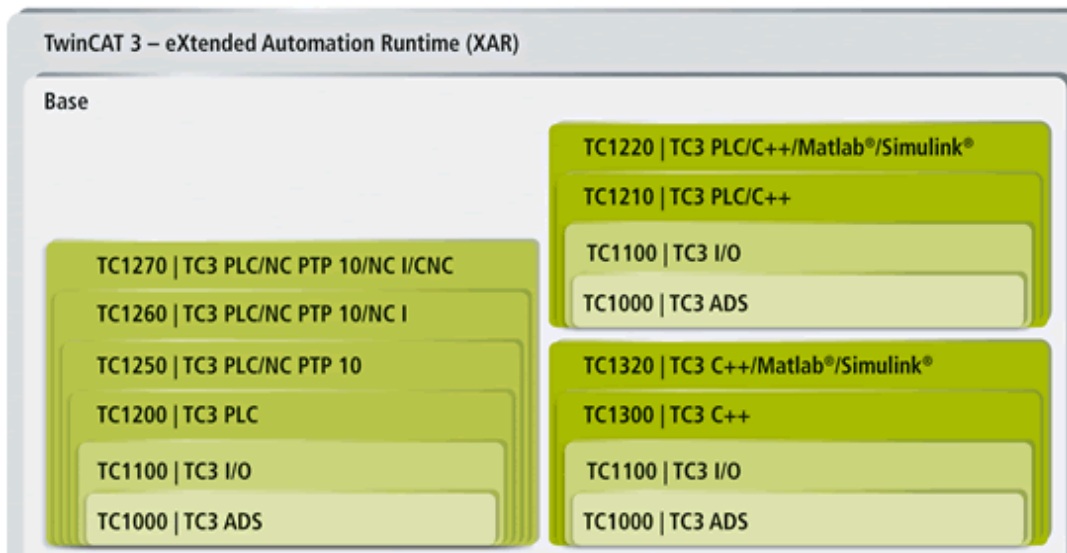 TwinCAT 3 – eXtended Automation Runtime (XAR)
Base
TC1270 | TC3 PLC/NC PTP 10/NC I/CNC
TC1260 | TC3 PLC/NC PTP 10/NC I
TC1250 | TC3 PLC/NC PTP 10
TC1200 | TC3 PLC
TC1100 | TC3 I/O
TC1000 | TC3 ADS
TC1220 | TC3 PLC/C++/Matlab®/Simulink®
TC1210 | TC3 PLC/C++
TC1100 | TC3 I/O
TC1000 | TC3 ADS
TC1320 | TC3 C++/Matlab®/Simulink®
TC1300 | TC3 C++
TC1100 | TC3 I/O
TC1000 | TC3 ADS